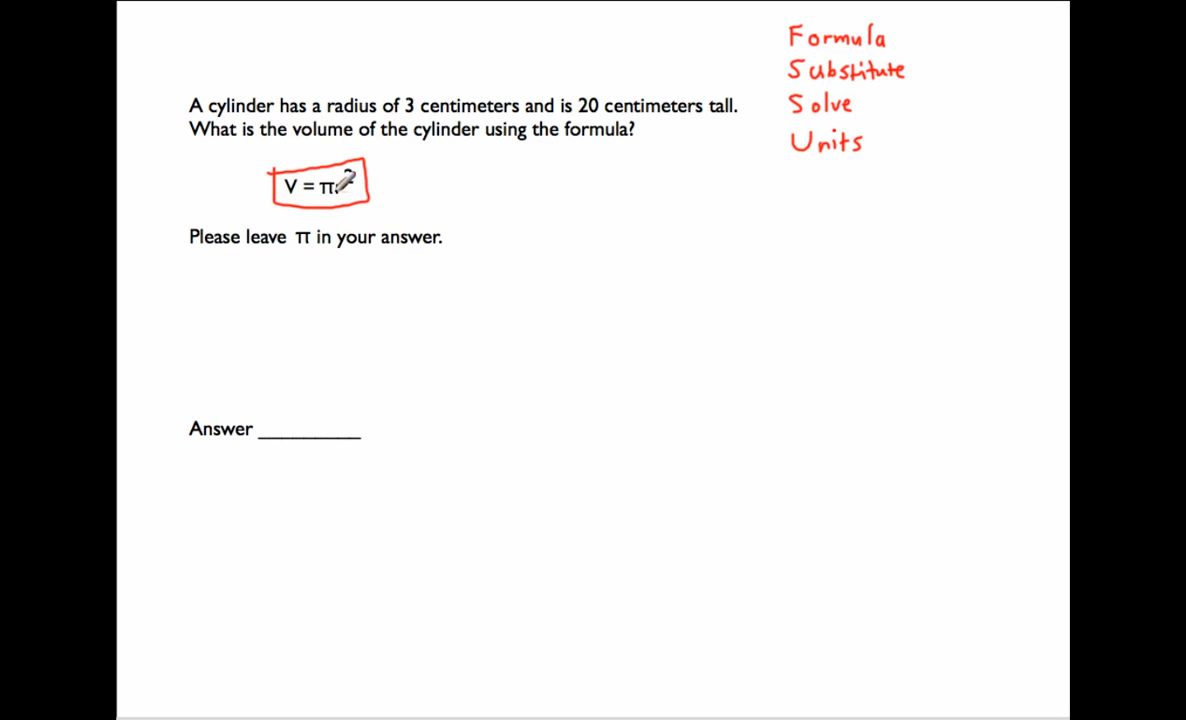 Formula
Substitute
Solve
Units
A cylinder has a radius of 3 centimeters and is 20 centimeters tall.
What is the volume of the cylinder using the formula?
V = π
Please leave π in your answer.
Answer __________